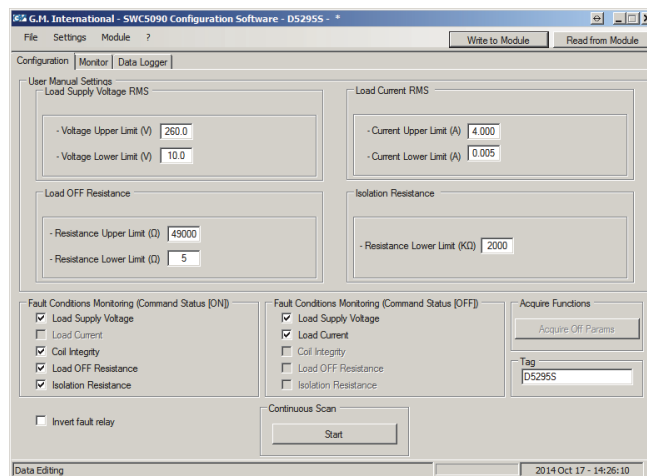 G.M. International - SWC5090 Configuration Software - D5295S - *
File Settings Module ? Write to Module Read from Module
Configuration Monitor Data Logger
User Manual Settings
Load Supply Voltage RMS Load Current RMS
- Voltage Upper Limit (V) 260.0 - Current Upper Limit (A) 4.000
- Voltage Lower Limit (V) 10.0 - Current Lower Limit (A) 0.005
Load OFF Resistance Isolation Resistance
- Resistance Upper Limit (Ω) 49000
- Resistance Lower Limit (KΩ) 2000
- Resistance Lower Limit (Ω) 5
Fault Conditions Monitoring (Command Status [ON]) Fault Conditions Monitoring (Command Status [OFF]) Acquire Functions
Load Supply Voltage Load Supply Voltage Acquire Off Params
Load Current Load Current
Coil Integrity Coil Integrity
Load OFF Resistance Load OFF Resistance Tag
Isolation Resistance Isolation Resistance D5295S
Continuous Scan
Invert fault relay Start
Data Editing 2014 Oct 17 - 14:26:10